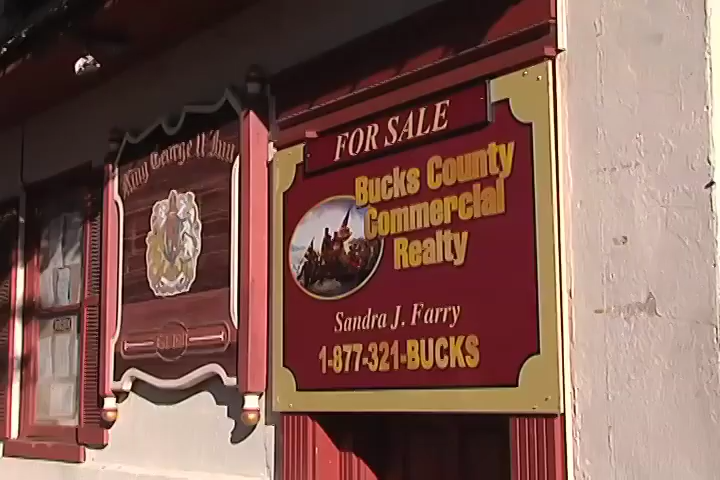 King George II Inn
FOR SALE
Bucks County
Commercial
Realty
Sandra J. Farry
1-877-321-BUCKS